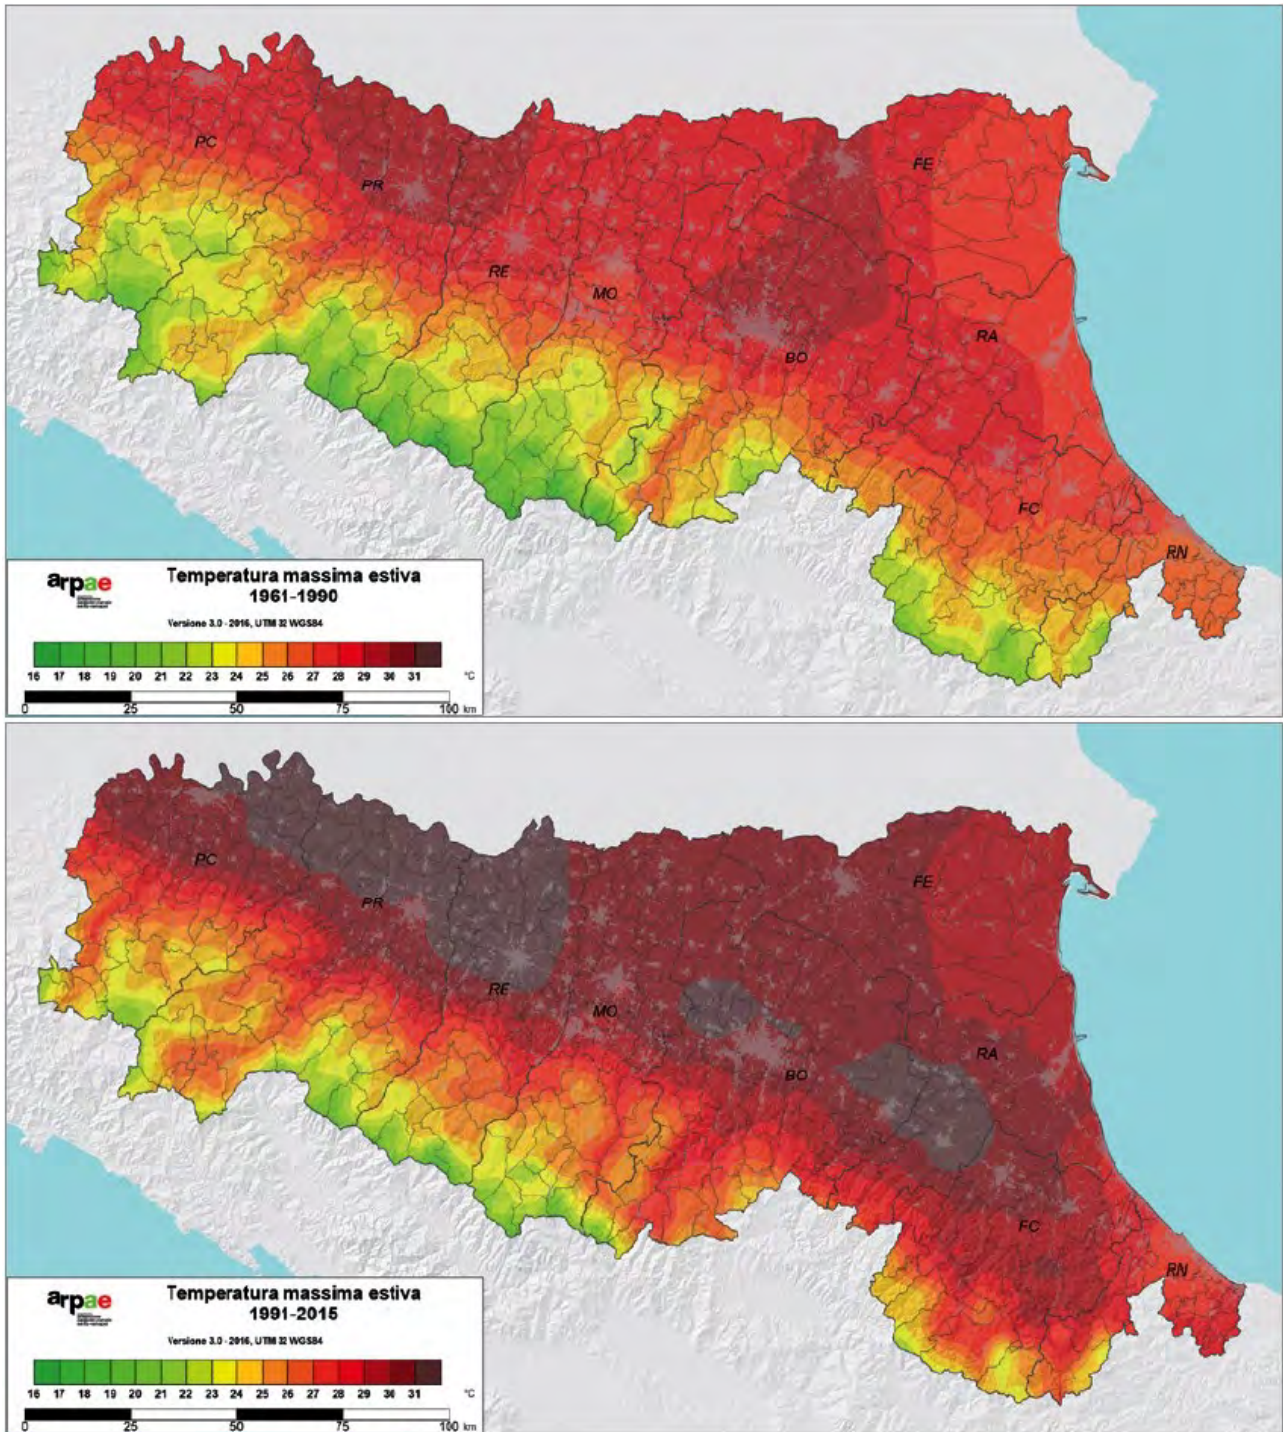 PC
PR
FE
RE
MO
RA
BO
FC
RN
arpae
Temperatura massima estiva
1961-1990
Versione 3.0 - 2016, UTM 32 WGS84
16 17 18 19 20 21 22 23 24 25 26 27 28 29 30 31 °C
0 25 50 75 100 km
PC
FE
PR
RE
MO
RA
BO
FC
RN
arpae
Temperatura massima estiva
1991-2015
Versione 3.0 - 2016, UTM 32 WGS84
16 17 18 19 20 21 22 23 24 25 26 27 28 29 30 31 °C
0 25 50 75 100 km